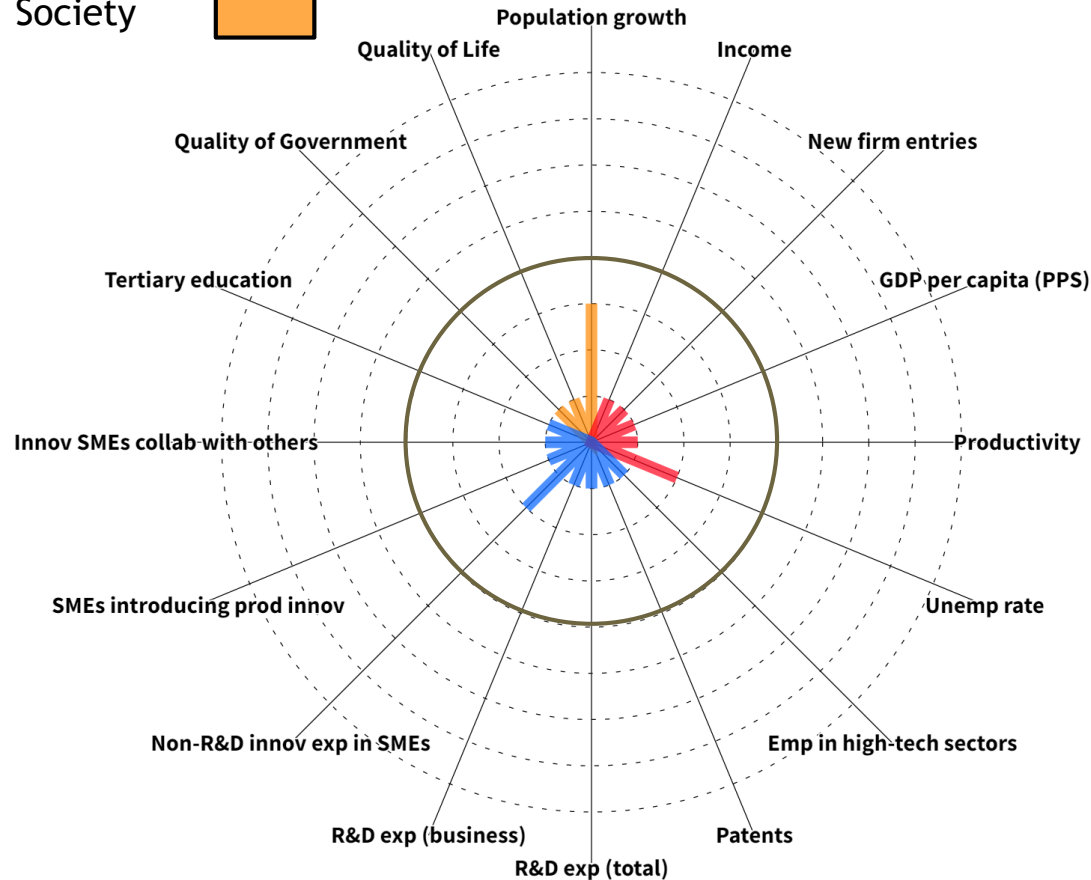 Society
Population growth
Quality of Life
Income
Quality of Government
New firm entries
Tertiary education
GDP per capita (PPS)
Innov SMEs collab with others
Productivity
SMEs introducing prod innov
Unemp rate
Non-R&D innov exp in SMEs
Emp in high-tech sectors
R&D exp (business)
Patents
R&D exp (total)